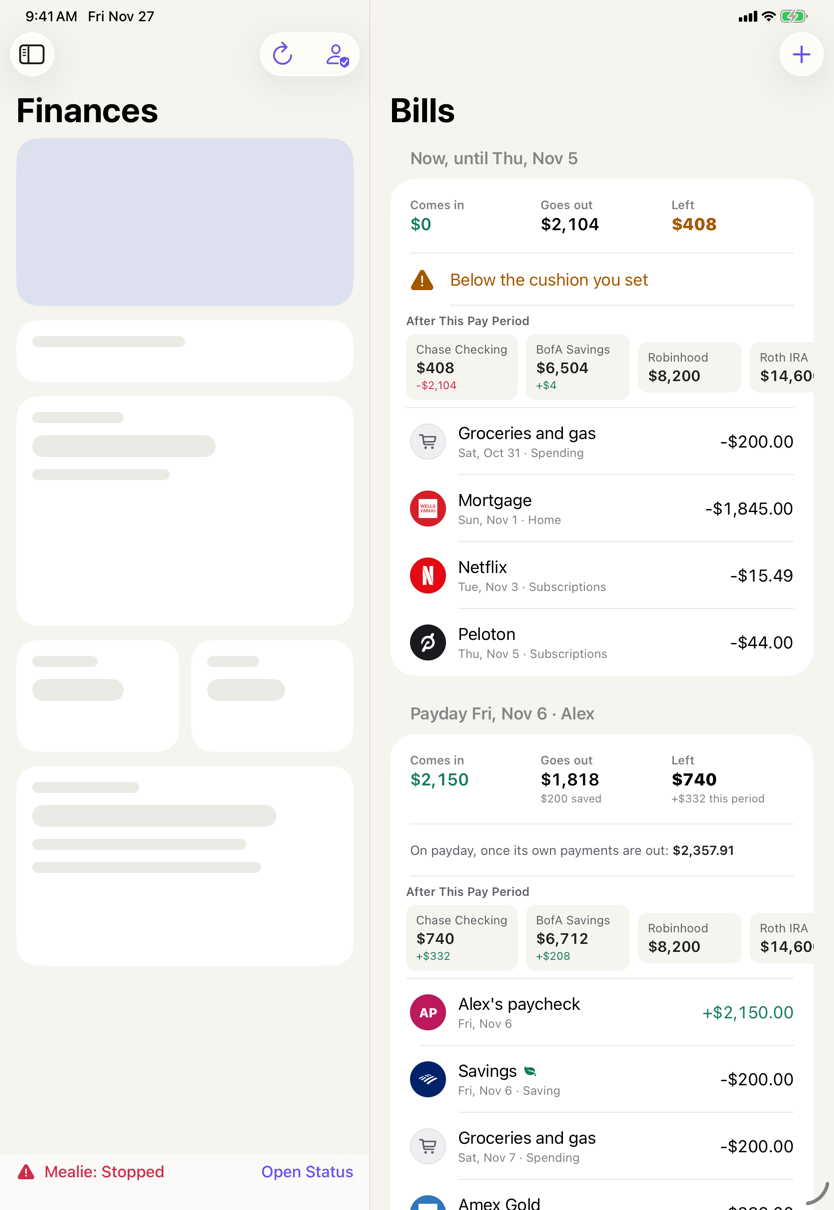 9:41 AM Fri Nov 27
Finances
Mealie: Stopped
Open Status
Bills
Now, until Thu, Nov 5
Comes in
Goes out
Left
$0
$2,104
$408
Below the cushion you set
After This Pay Period
Chase Checking
$408
-$2,104
BofA Savings
$6,504
+$4
Robinhood
$8,200
Roth IRA
$14,60
Groceries and gas
-$200.00
Sat, Oct 31 · Spending
WELLS
FARGO
Mortgage
-$1,845.00
Sun, Nov 1 · Home
N
Netflix
-$15.49
Tue, Nov 3 · Subscriptions
Peloton
-$44.00
Thu, Nov 5 · Subscriptions
Payday Fri, Nov 6 · Alex
Comes in
Goes out
Left
$2,150
$1,818
$740
$200 saved
+$332 this period
On payday, once its own payments are out: $2,357.91
After This Pay Period
Chase Checking
$740
+$332
BofA Savings
$6,712
+$208
Robinhood
$8,200
Roth IRA
$14,60
AP
Alex's paycheck
+$2,150.00
Fri, Nov 6
Savings
-$200.00
Fri, Nov 6 · Saving
Groceries and gas
-$200.00
Sat, Nov 7 · Spending
Amex Gold